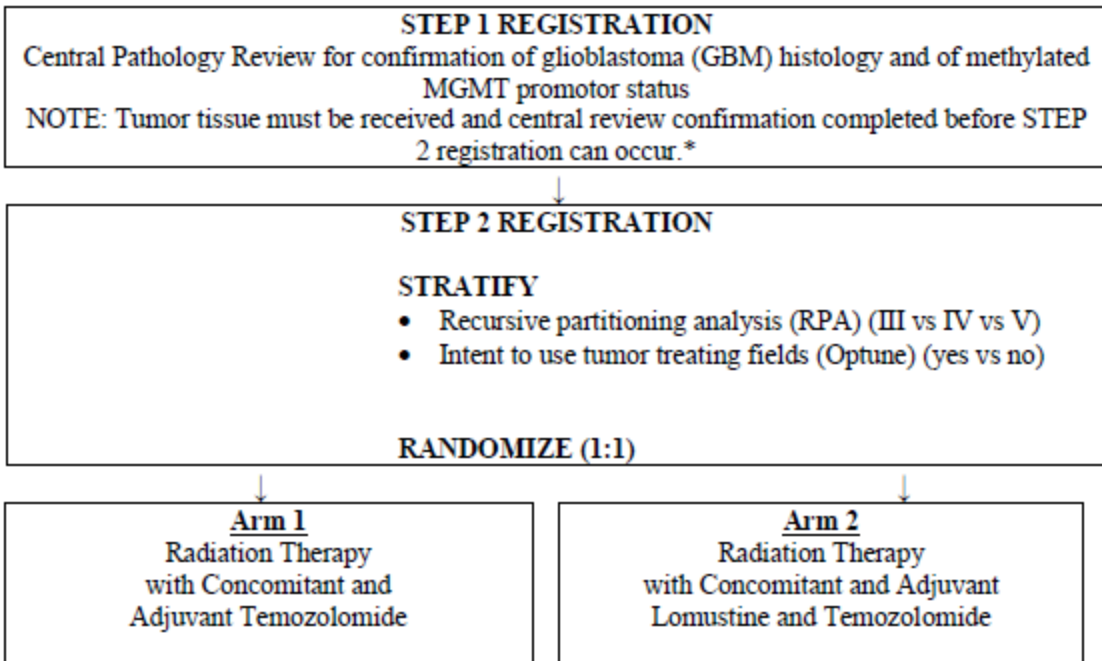 STEP 1 REGISTRATION
Central Pathology Review for confirmation of glioblastoma (GBM) histology and of methylated
MGMT promotor status
NOTE: Tumor tissue must be received and central review confirmation completed before STEP
2 registration can occur.*
↓
STEP 2 REGISTRATION
STRATIFY
• Recursive partitioning analysis (RPA) (III vs IV vs V)
• Intent to use tumor treating fields (Optune) (yes vs no)
RANDOMIZE (1:1)
↓ ↓
Arm 1
Radiation Therapy
with Concomitant and
Adjuvant Temozolomide
Arm 2
Radiation Therapy
with Concomitant and Adjuvant
Lomustine and Temozolomide